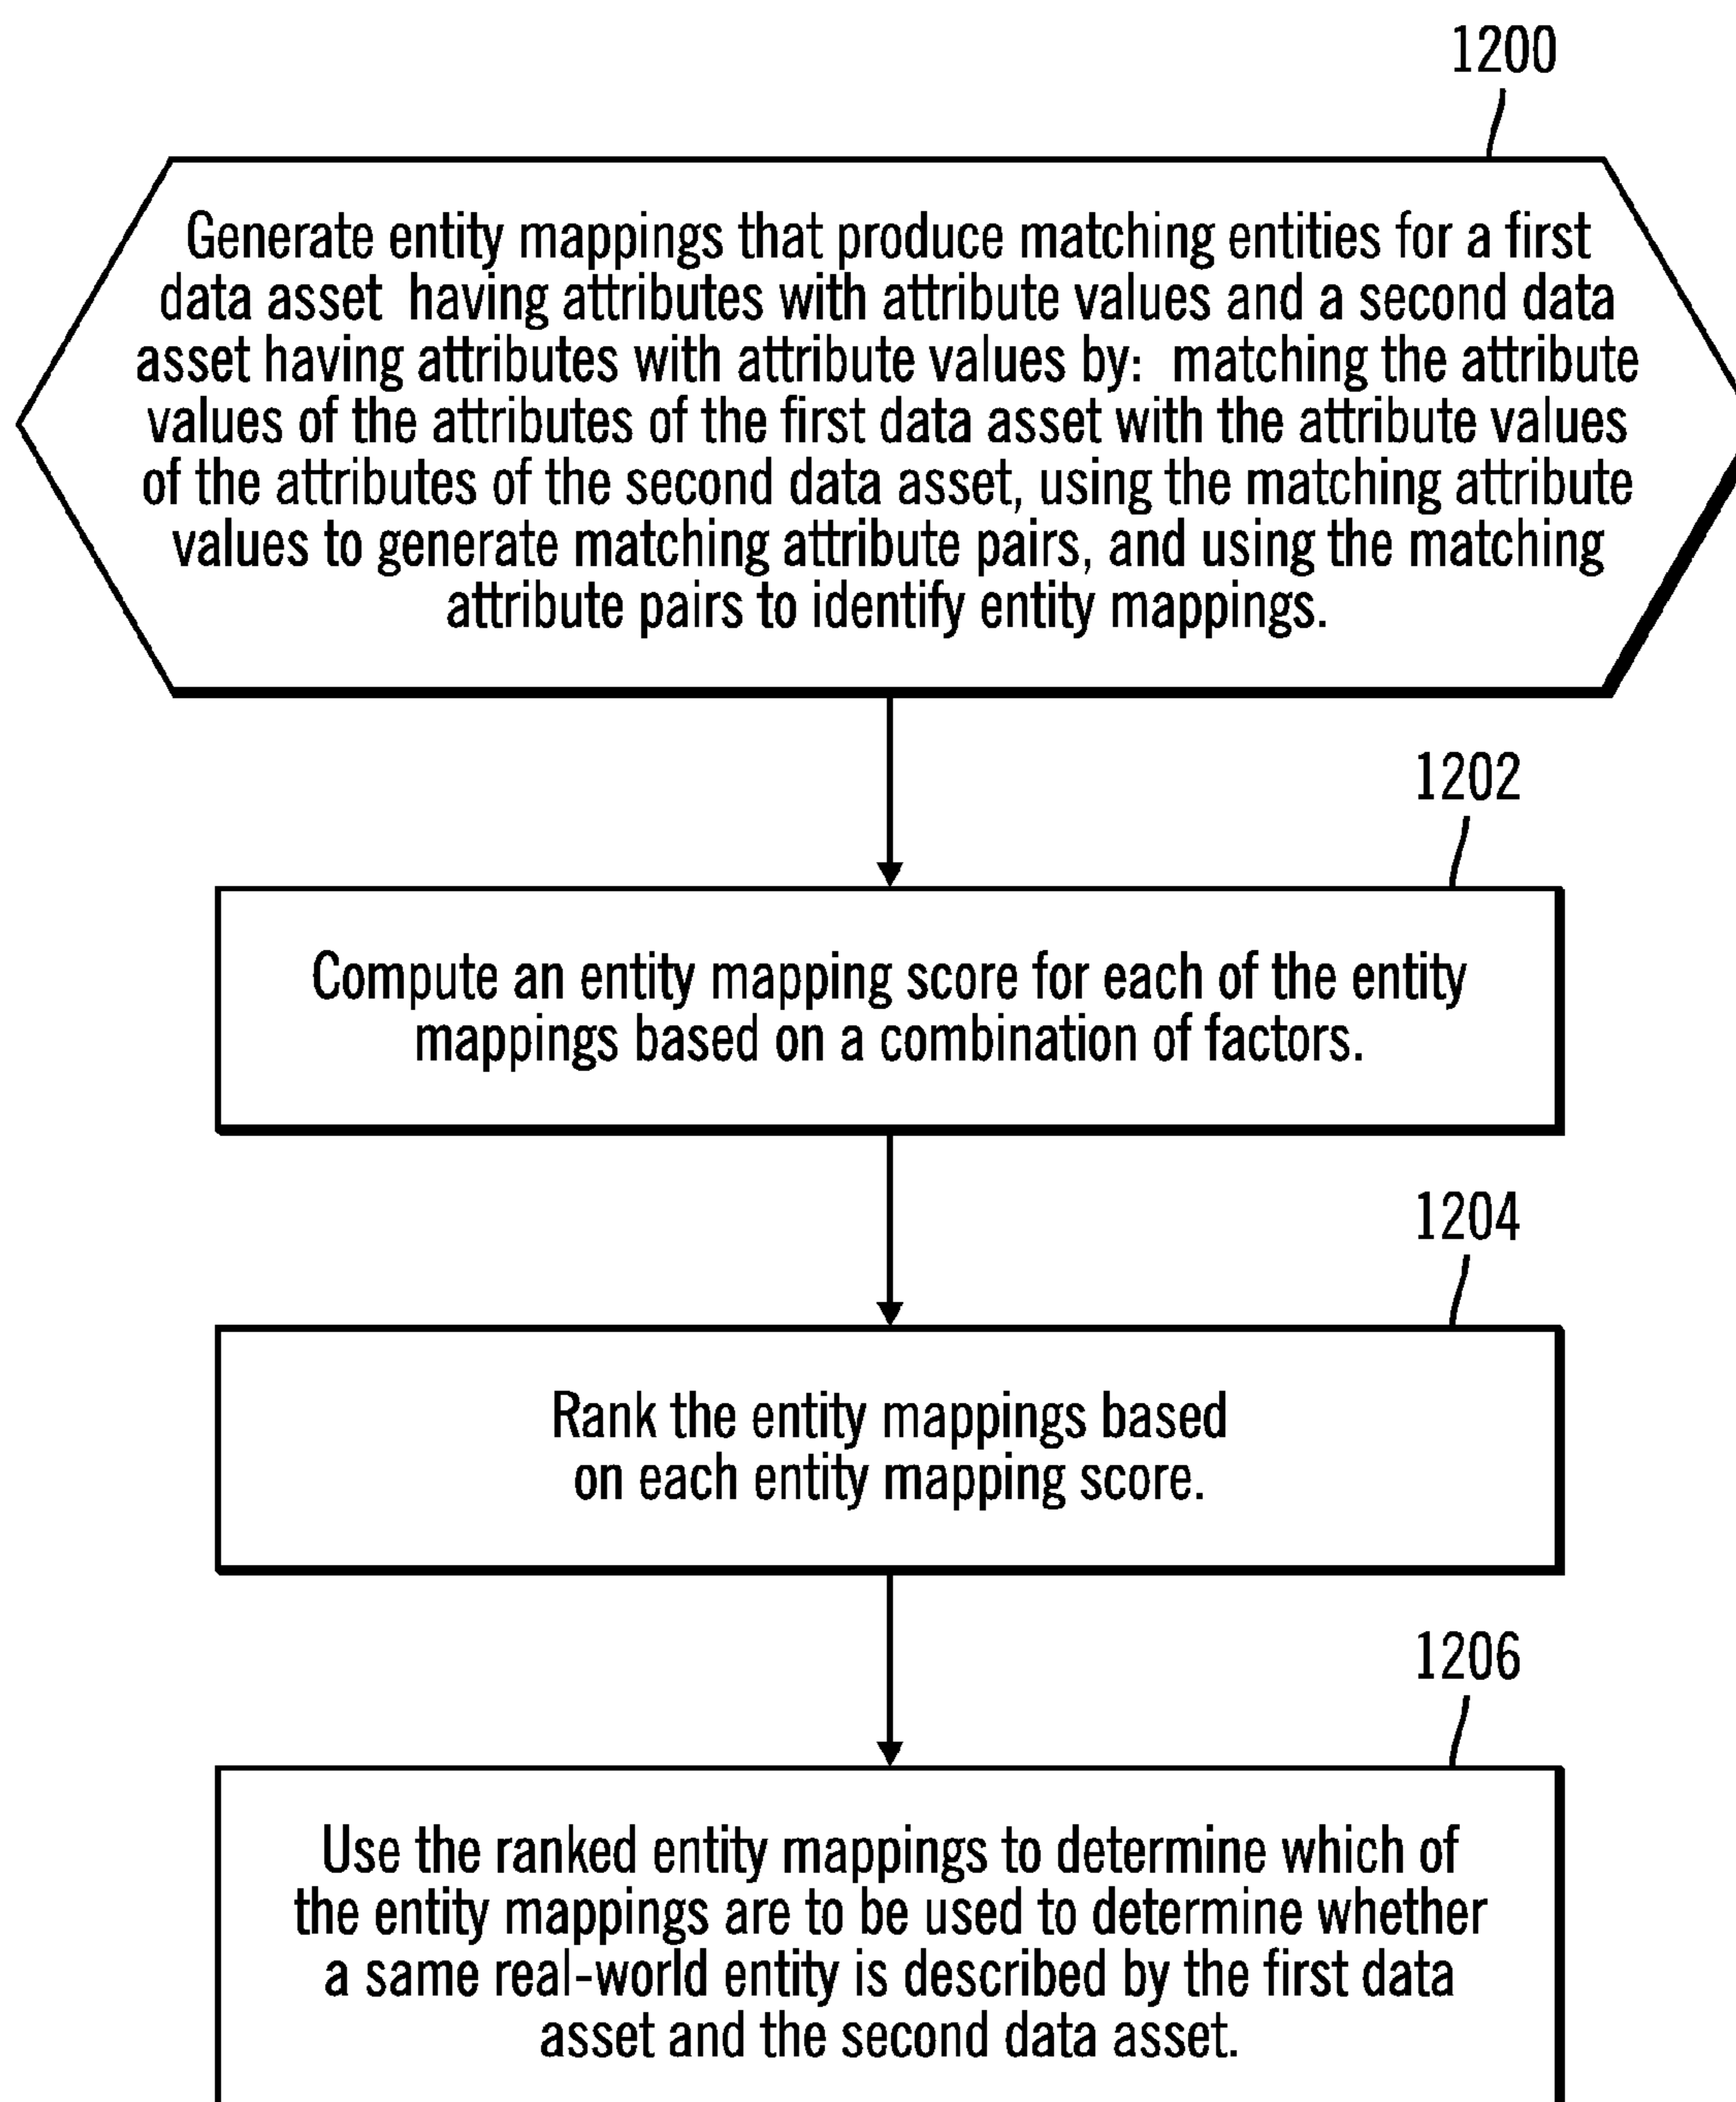 1200
Generate entity mappings that produce matching entities for a first
data asset having attributes with attribute values and a second data
asset having attributes with attribute values by: matching the attribute
values of the attributes of the first data asset with the attribute values
of the attributes of the second data asset, using the matching attribute
values to generate matching attribute pairs, and using the matching
attribute pairs to identify entity mappings.
1202
Compute an entity mapping score for each of the entity
mappings based on a combination of factors.
1204
Rank the entity mappings based
on each entity mapping score.
1206
Use the ranked entity mappings to determine which of
the entity mappings are to be used to determine whether
a same real-world entity is described by the first data
asset and the second data asset.